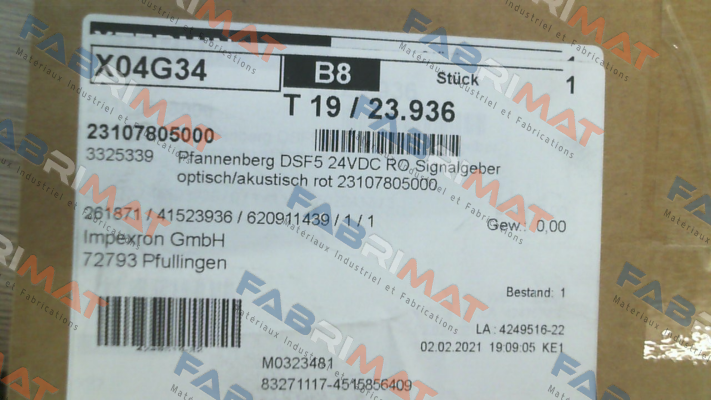 X04G34
B8
Stück
1
T 19 / 23.936
23107805000
3325339 Pfannenberg DSF5 24VDC RO Signalgeber
optisch/akustisch rot 23107805000
261871 / 41523936 / 620911439 / 1 / 1
Gew.: 0,00
Impexron GmbH
72793 Pfullingen
Bestand: 1
LA : 4249516-22
02.02.2021 19:09:05 KE1
M0323481
83271117-4515856409
FABRIMAT
Matériaux Industriel et Fabrications